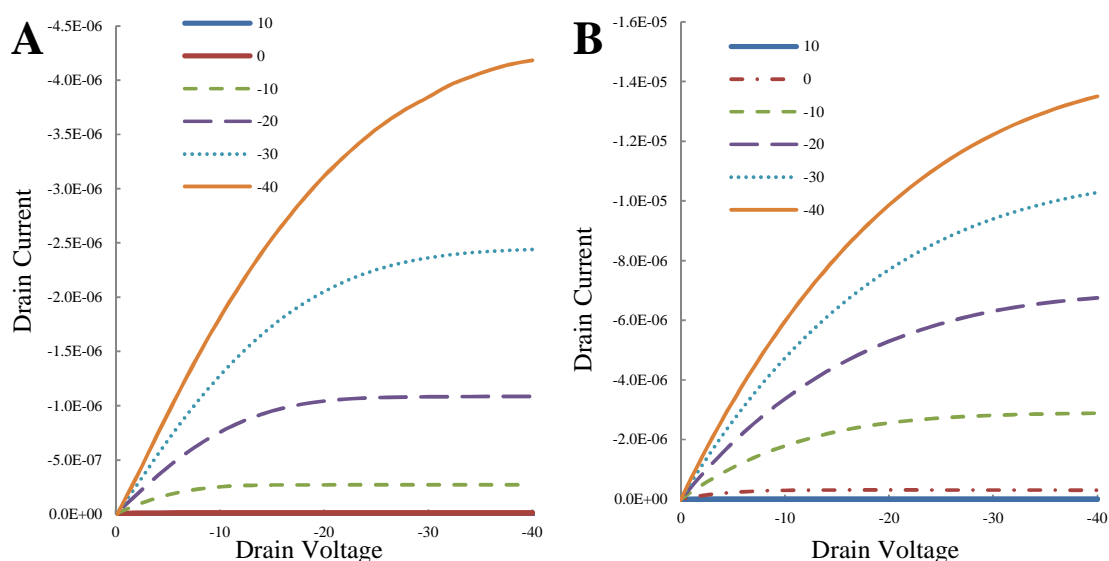 A
-4.5E-06
-4.0E-06
-3.5E-06
-3.0E-06
-2.5E-06
-2.0E-06
-1.5E-06
-1.0E-06
-5.0E-07
0.0E+00
Drain Current
10
0
-10
-20
-30
-40
0
-10
-20
-30
-40
Drain Voltage
B
-1.6E-05
-1.4E-05
-1.2E-05
-1.0E-05
-8.0E-06
-6.0E-06
-4.0E-06
-2.0E-06
0.0E+00
Drain Current
10
0
-10
-20
-30
-40
0
-10
-20
-30
-40
Drain Voltage